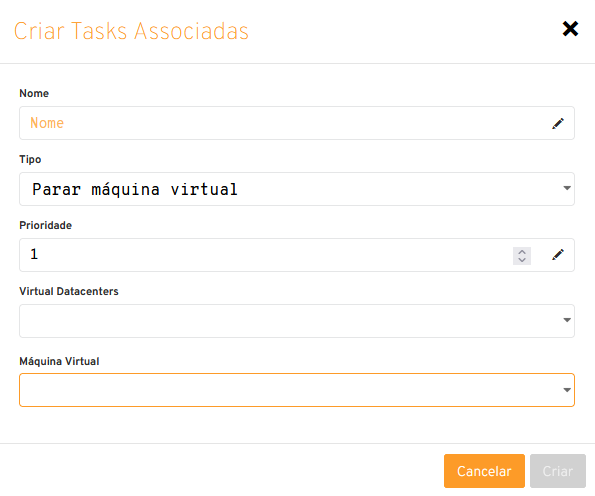 Criar Tasks Associadas
Nome
Nome
Tipo
Parar máquina virtual
Prioridade
1
Virtual Datacenters
Máquina Virtual
Cancelar
Criar